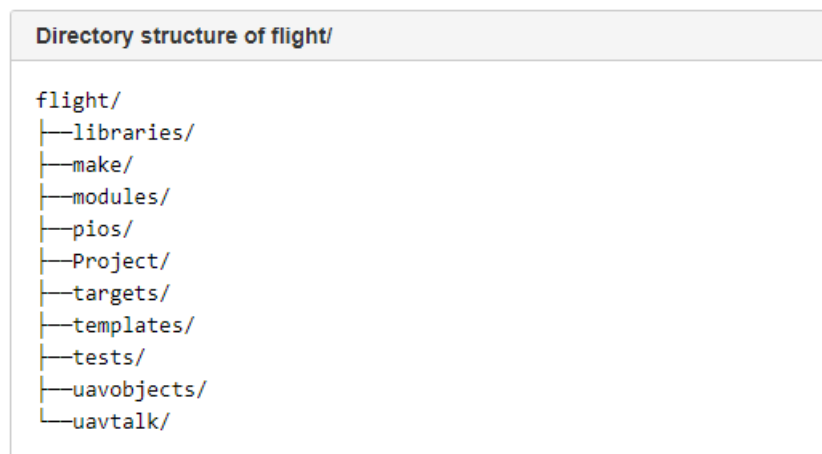 Directory structure of flight/
flight/
├──libraries/
├──make/
├──modules/
├──pios/
├──Project/
├──targets/
├──templates/
├──tests/
├──uavobjects/
└──uavtalk/